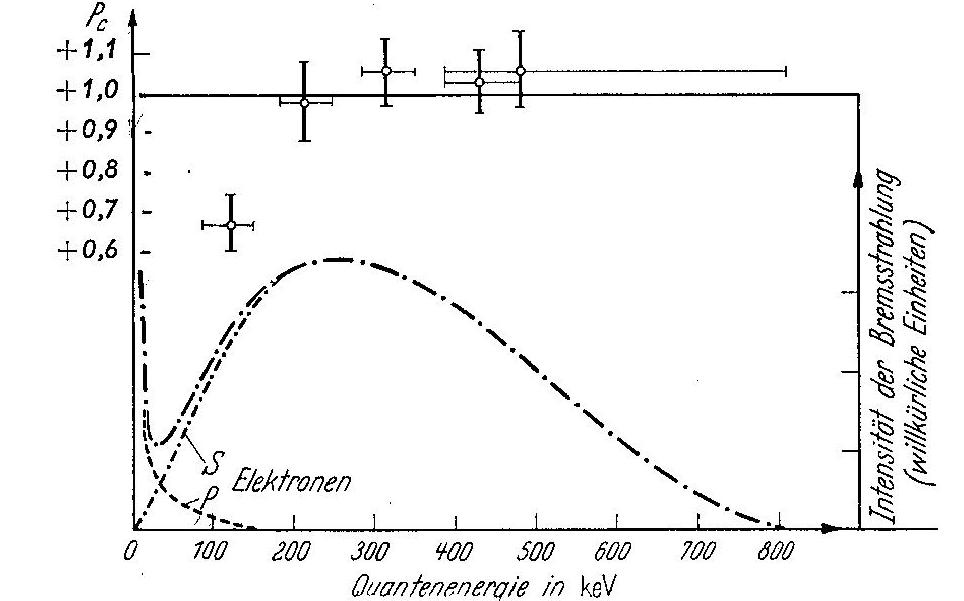 Pc
+1,1
+1,0
+0,9
+0,8
+0,7
+0,6
S
Elektronen
P
0 100 200 300 400 500 600 700 800
Quantenenergie in keV
Intensität der Bremsstrahlung
(willkürliche Einheiten)